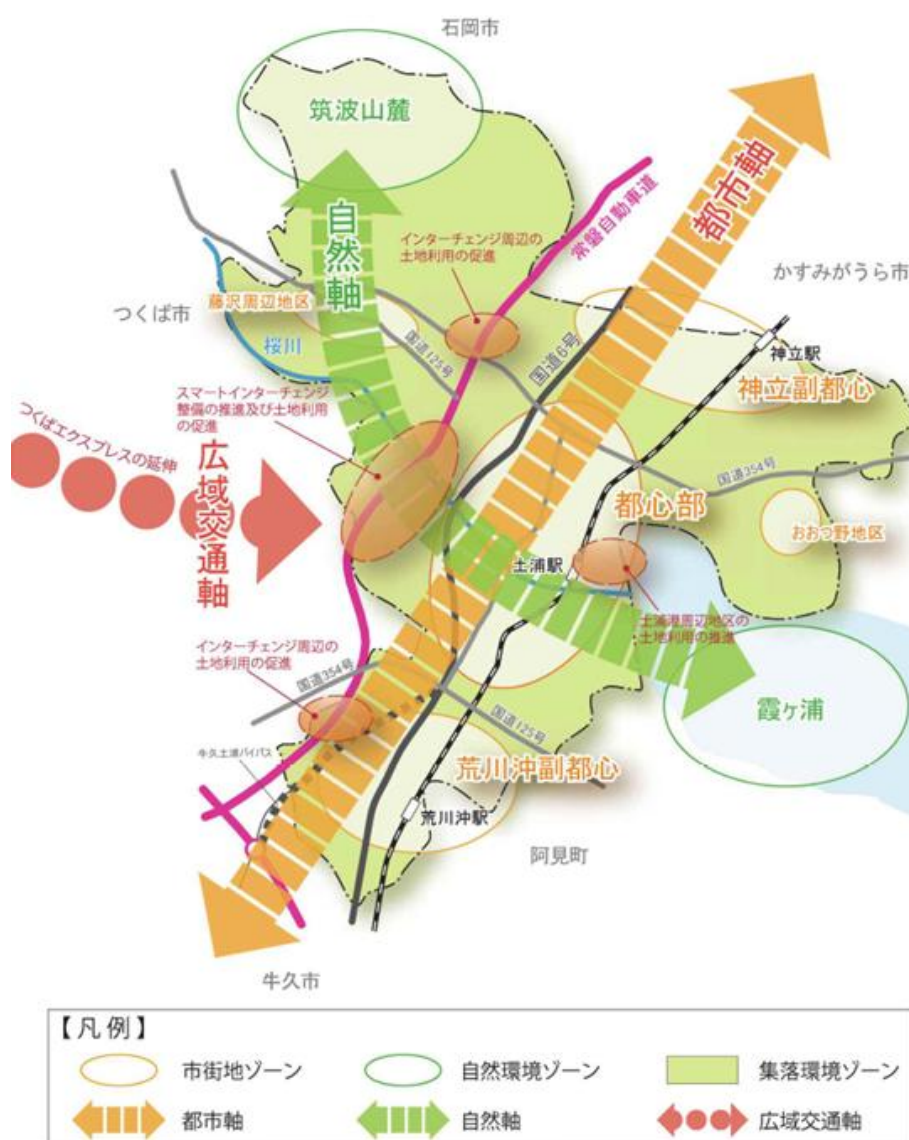 石岡市
筑波山麓
都市軸
常磐自動車道
自然軸
インターチェンジ周辺の
土地利用の促進
かすみがうら市
つくば市
藤沢周辺地区
桜川
国道125号
国道6号
神立駅
神立副都心
スマートインターチェンジ
整備の推進及び土地利用
の促進
つくばエクスプレスの延伸
広域交通軸
国道354号
都心部
おおつ野地区
土浦駅
土浦港周辺地区の
土地利用の推進
インターチェンジ周辺の
土地利用の促進
国道354号
霞ヶ浦
国道125号
牛久土浦バイパス
荒川沖副都心
荒川沖駅
阿見町
牛久市
【凡例】
市街地ゾーン
自然環境ゾーン
集落環境ゾーン
都市軸
自然軸
広域交通軸